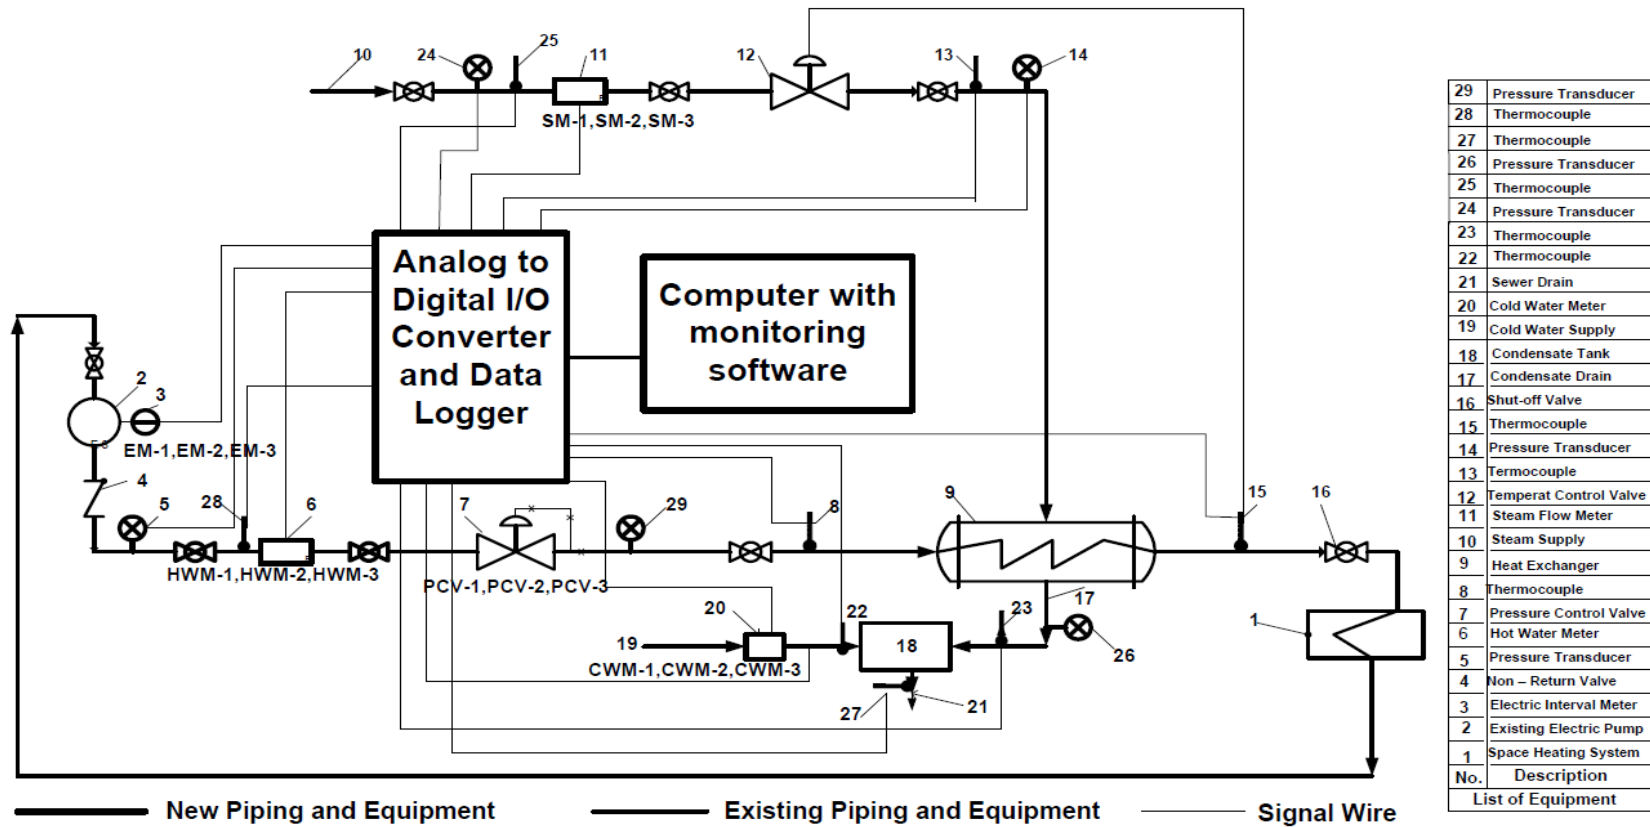 10
24
25
11
12
13
14
SM-1,SM-2,SM-3
Analog to
Digital I/O
Converter
and Data
Logger
Computer with
monitoring
software
2
3
EM-1,EM-2,EM-3
4
5
28
6
7
29
8
9
15
16
HWM-1,HWM-2,HWM-3
PCV-1,PCV-2,PCV-3
17
20
22
23
1
19
18
26
CWM-1,CWM-2,CWM-3
27
21
29 Pressure Transducer
28 Thermocouple
27 Thermocouple
26 Pressure Transducer
25 Thermocouple
24 Pressure Transducer
23 Thermocouple
22 Thermocouple
21 Sewer Drain
20 Cold Water Meter
19 Cold Water Supply
18 Condensate Tank
17 Condensate Drain
16 Shut-off Valve
15 Thermocouple
14 Pressure Transducer
13 Termocouple
12 Temperat Control Valve
11 Steam Flow Meter
10 Steam Supply
9 Heat Exchanger
8 Thermocouple
7 Pressure Control Valve
6 Hot Water Meter
5 Pressure Transducer
4 Non – Return Valve
3 Electric Interval Meter
2 Existing Electric Pump
1 Space Heating System
No. Description
List of Equipment
New Piping and Equipment
Existing Piping and Equipment
Signal Wire